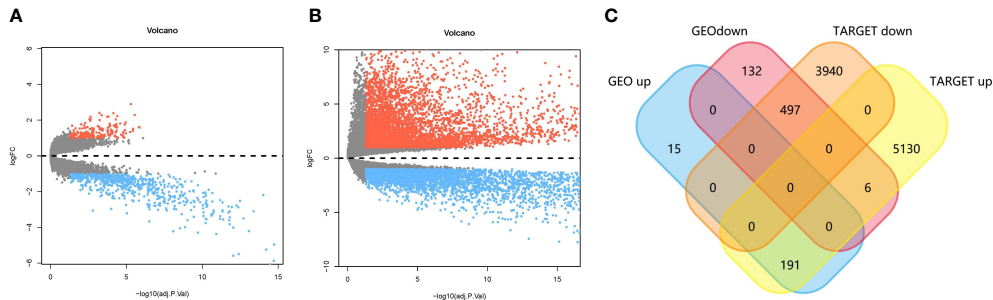 A
Volcano
logFC
6
4
2
0
−2
−4
−6
0
5
10
15
−log10(adj.P.Val)
B
Volcano
logFC
10
5
0
−5
−10
0
5
10
15
−log10(adj.P.Val)
C
GEOdown
TARGET down
GEO up
TARGET up
132
3940
0
497
0
15
0
0
5130
0
0
6
0
0
191